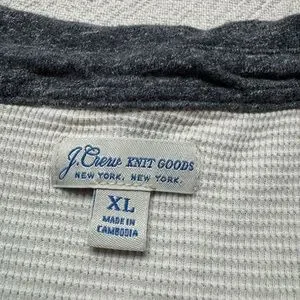 J.Crew KNIT GOODS
NEW YORK, NEW YORK.
XL
MADE IN
CAMBODIA